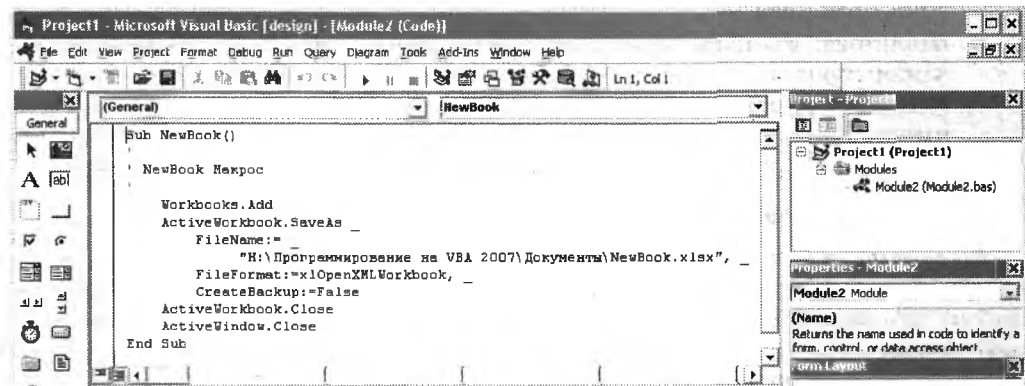 Project1 - Microsoft Visual Basic [design] - [Module2 (Code)]
File Edit View Project Format Debug Run Query Diagram Tools Add-Ins Window Help
Ln 1, Col 1
General
(General)
NewBook
Sub NewBook()
'
' NewBook Макрос
'
Workbooks.Add
ActiveWorkbook.SaveAs _
FileName:= _
"H:\Программирование на VBA 2007\Документы\NewBook.xlsx", _
FileFormat:=xlOpenXMLWorkbook, _
CreateBackup:=False
ActiveWorkbook.Close
ActiveWindow.Close
End Sub
Project - Project1
Project1 (Project1)
Modules
Module2 (Module2.bas)
Properties - Module2
Module2 Module
(Name)
Returns the name used in code to identify a
form, control, or data access object.
Form Layout